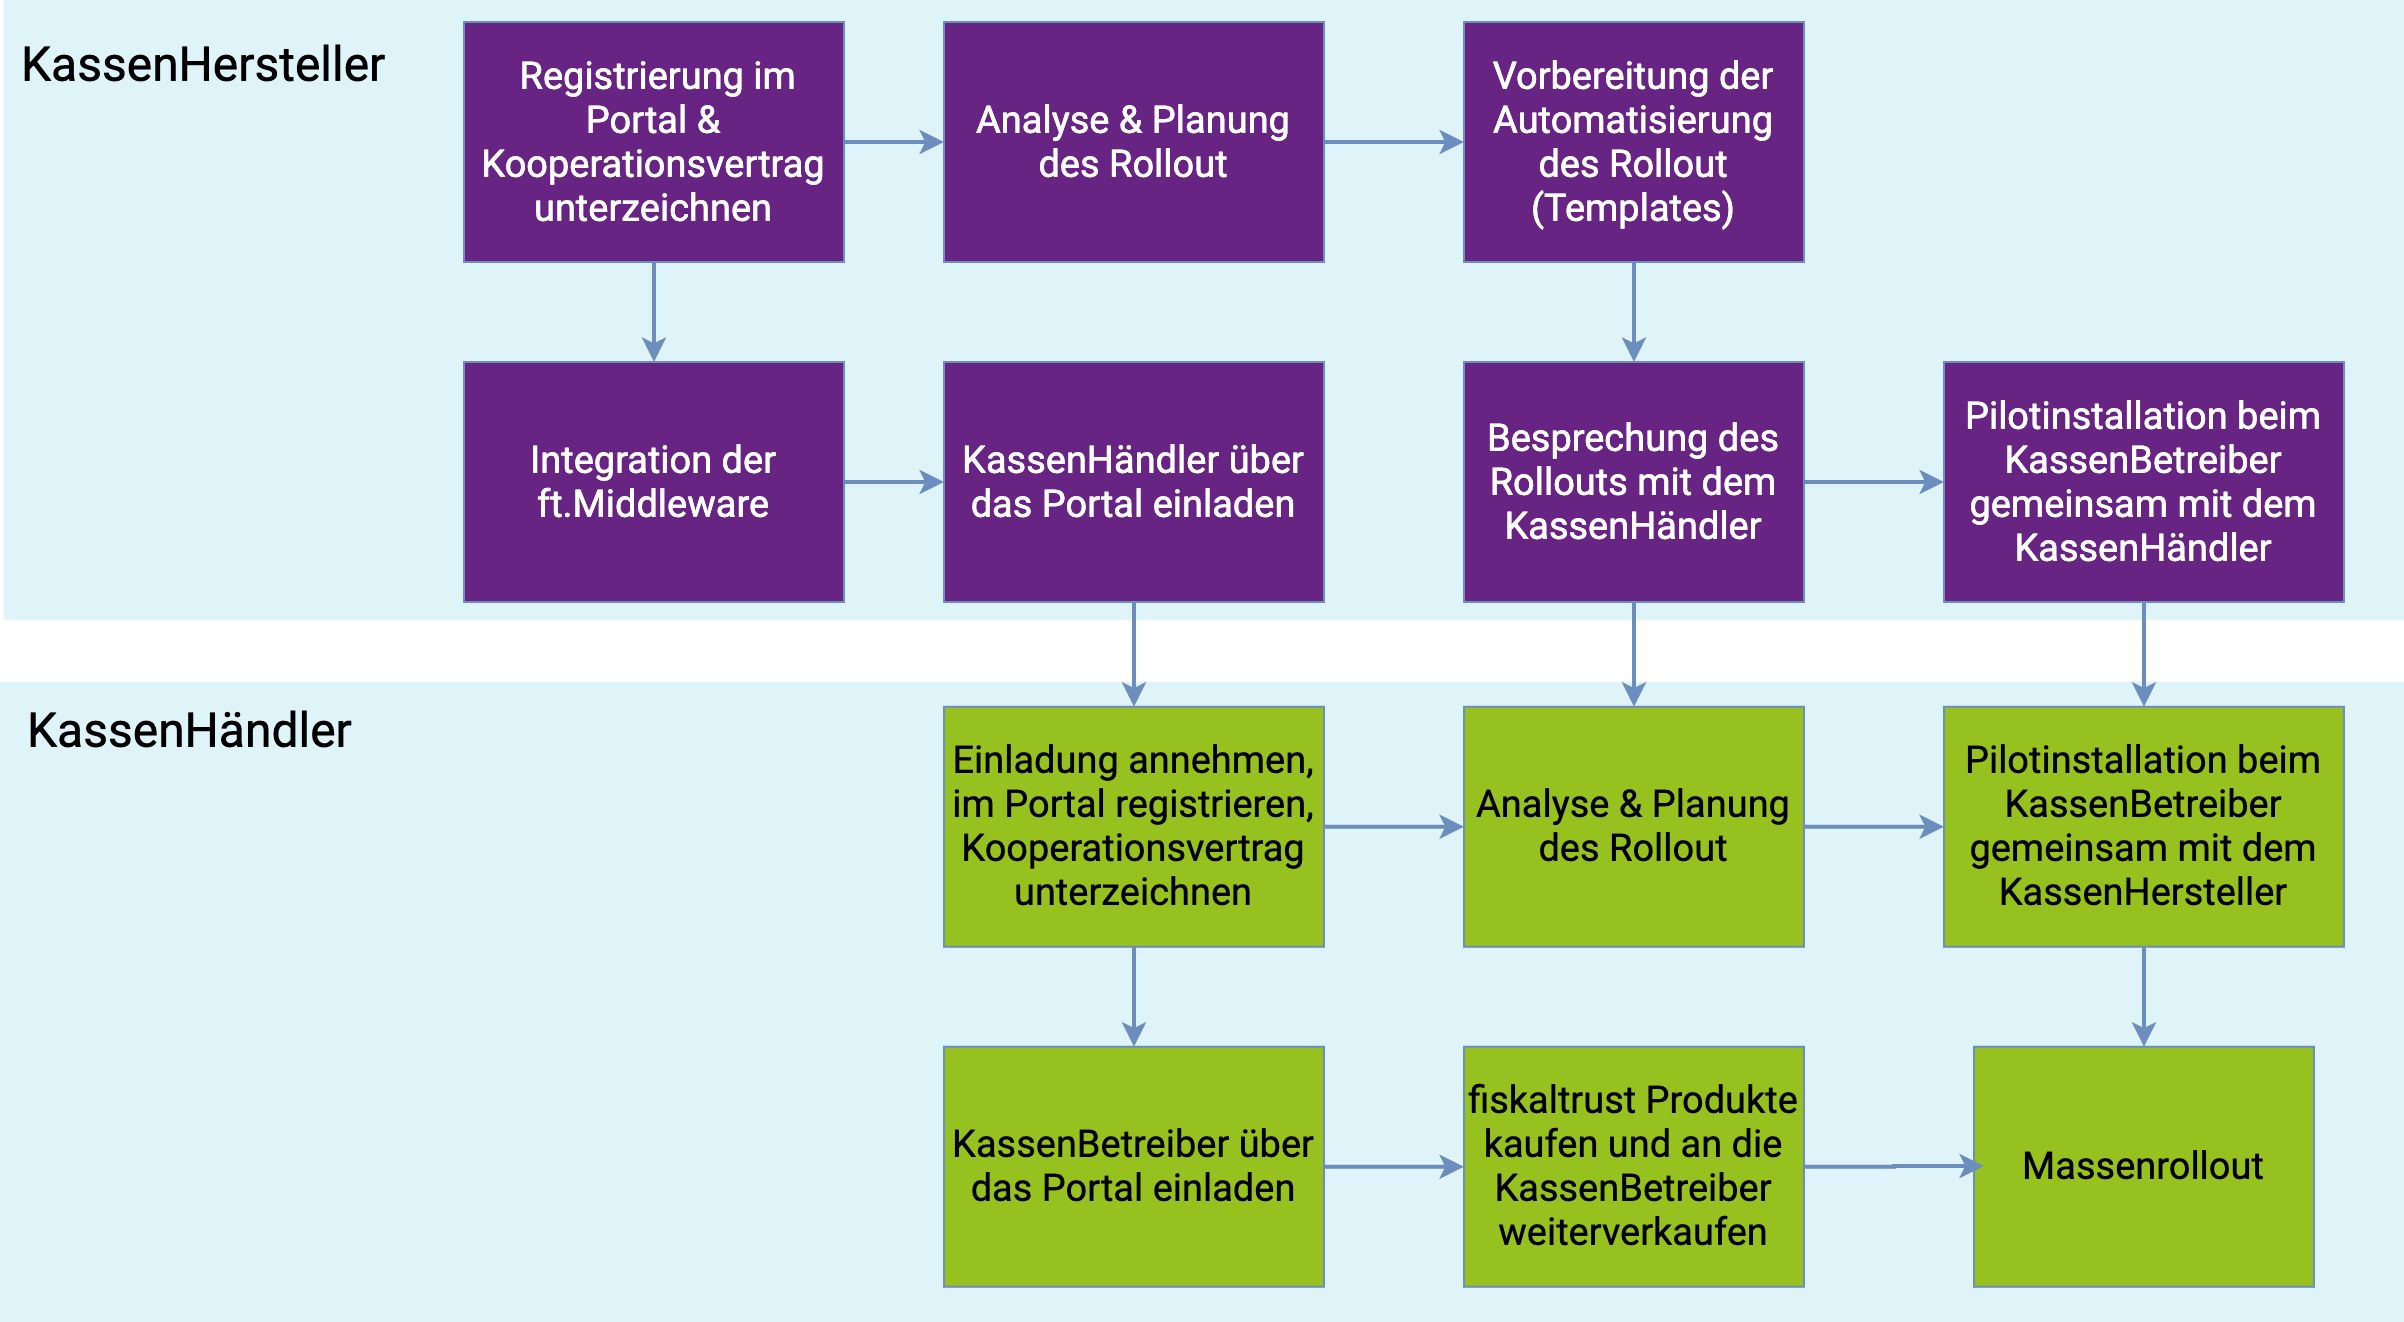 KassenHersteller
Registrierung im
Portal &
Kooperationsvertrag
unterzeichnen
Analyse & Planung
des Rollout
Vorbereitung der
Automatisierung
des Rollout
(Templates)
Integration der
ft.Middleware
KassenHändler über
das Portal einladen
Besprechung des
Rollouts mit dem
KassenHändler
Pilotinstallation beim
KassenBetreiber
gemeinsam mit dem
KassenHändler
KassenHändler
Einladung annehmen,
im Portal registrieren,
Kooperationsvertrag
unterzeichnen
Analyse & Planung
des Rollout
Pilotinstallation beim
KassenBetreiber
gemeinsam mit dem
KassenHersteller
KassenBetreiber über
das Portal einladen
fiskaltrust Produkte
kaufen und an die
KassenBetreiber
weiterverkaufen
Massenrollout